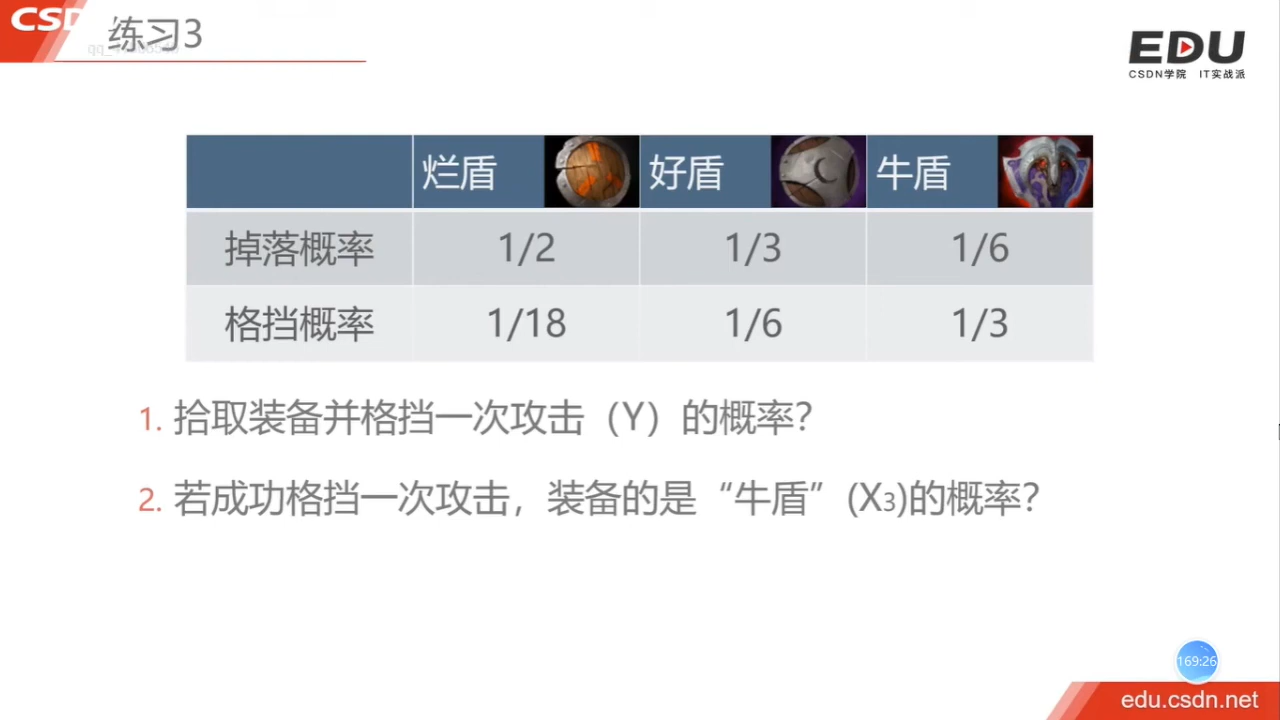 CSD
练习3
EDU
CSDN学院 IT实战派
烂盾 好盾 牛盾
掉落概率 1/2 1/3 1/6
格挡概率 1/18 1/6 1/3
1. 拾取装备并格挡一次攻击（Y）的概率？
2. 若成功格挡一次攻击，装备的是“牛盾”(X3)的概率？
169:26
edu.csdn.net